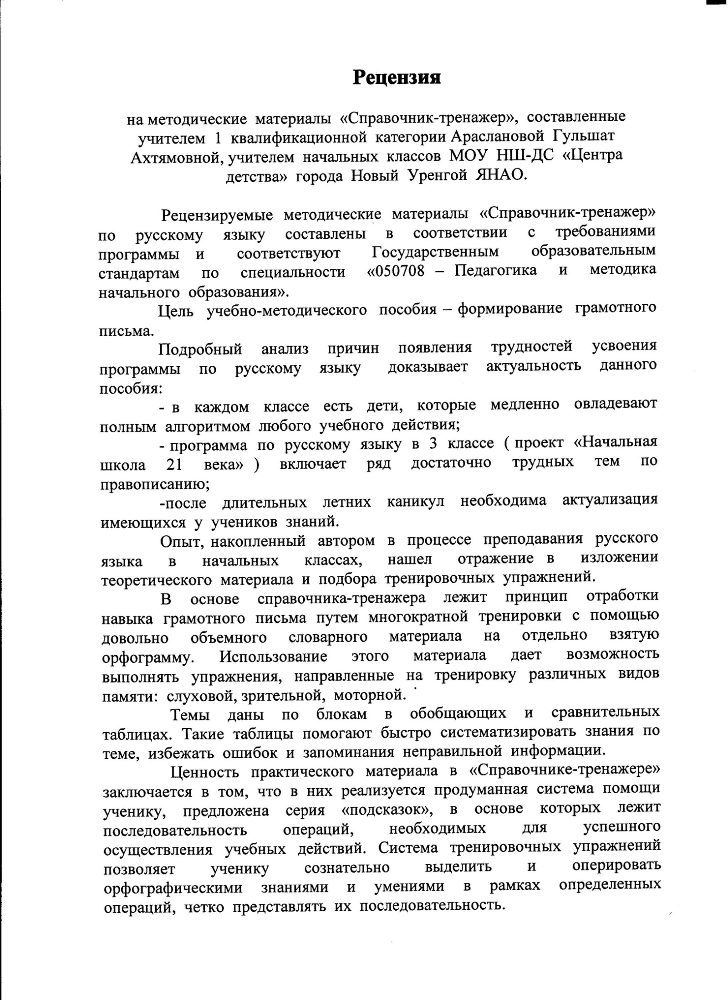 Рецензия
на методические материалы «Справочник-тренажер», составленные
учителем 1 квалификационной категории Араслановой Гульшат
Ахтямовной, учителем начальных классов МОУ НШ-ДС «Центра
детства» города Новый Уренгой ЯНАО.
Рецензируемые методические материалы «Справочник-тренажер»
по русскому языку составлены в соответствии с требованиями
программы и соответствуют Государственным образовательным
стандартам по специальности «050708 – Педагогика и методика
начального образования».
Цель учебно-методического пособия – формирование грамотного
письма.
Подробный анализ причин появления трудностей усвоения
программы по русскому языку доказывает актуальность данного
пособия:
- в каждом классе есть дети, которые медленно овладевают
полным алгоритмом любого учебного действия;
- программа по русскому языку в 3 классе ( проект «Начальная
школа 21 века» ) включает ряд достаточно трудных тем по
правописанию;
-после длительных летних каникул необходима актуализация
имеющихся у учеников знаний.
Опыт, накопленный автором в процессе преподавания русского
языка в начальных классах, нашел отражение в изложении
теоретического материала и подбора тренировочных упражнений.
В основе справочника-тренажера лежит принцип отработки
навыка грамотного письма путем многократной тренировки с помощью
довольно объемного словарного материала на отдельно взятую
орфограмму. Использование этого материала дает возможность
выполнять упражнения, направленные на тренировку различных видов
памяти: слуховой, зрительной, моторной.
Темы даны по блокам в обобщающих и сравнительных
таблицах. Такие таблицы помогают быстро систематизировать знания по
теме, избежать ошибок и запоминания неправильной информации.
Ценность практического материала в «Справочнике-тренажере»
заключается в том, что в них реализуется продуманная система помощи
ученику, предложена серия «подсказок», в основе которых лежит
последовательность операций, необходимых для успешного
осуществления учебных действий. Система тренировочных упражнений
позволяет ученику сознательно выделить и оперировать
орфографическими знаниями и умениями в рамках определенных
операций, четко представлять их последовательность.